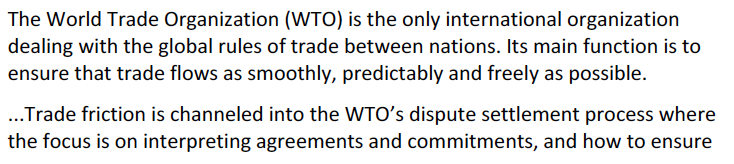 The World Trade Organization (WTO) is the only international organization
dealing with the global rules of trade between nations. Its main function is to
ensure that trade flows as smoothly, predictably and freely as possible.
...Trade friction is channeled into the WTO’s dispute settlement process where
the focus is on interpreting agreements and commitments, and how to ensure